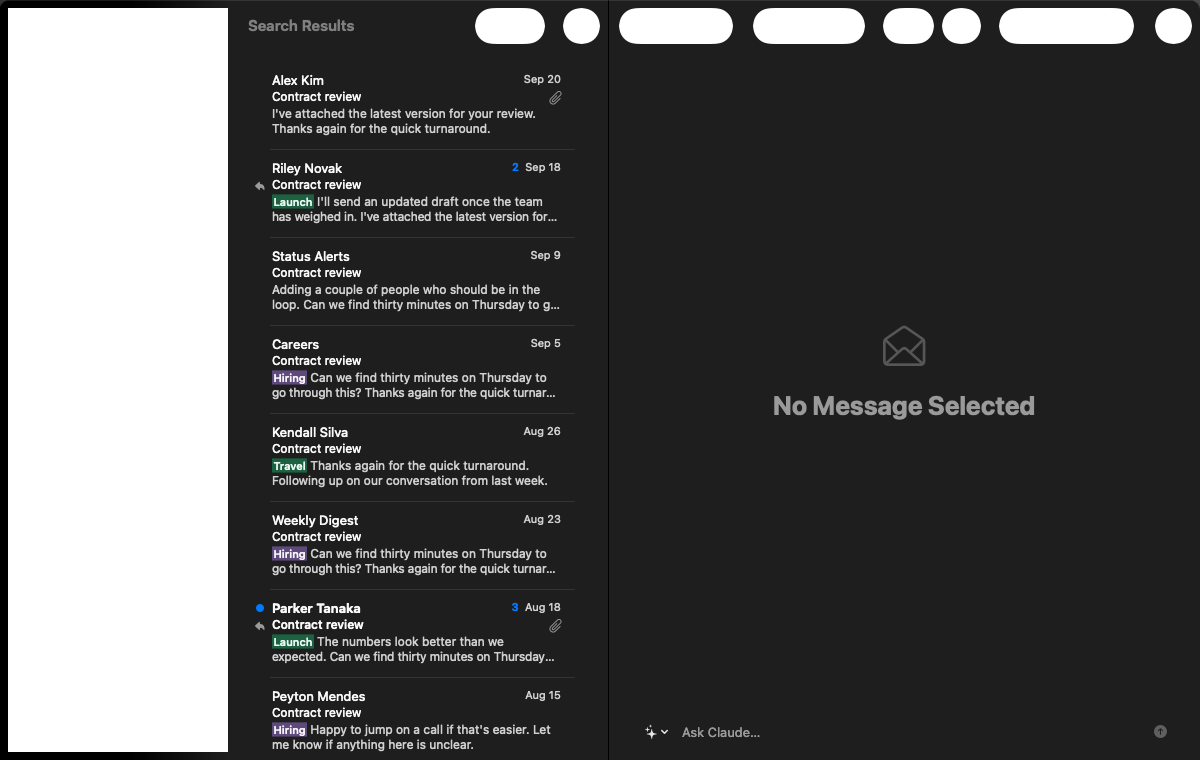 Search Results
Alex Kim Sep 20
Contract review
I've attached the latest version for your review.
Thanks again for the quick turnaround.
Riley Novak 2 Sep 18
Contract review
Launch I'll send an updated draft once the team
has weighed in. I've attached the latest version for...
Status Alerts Sep 9
Contract review
Adding a couple of people who should be in the
loop. Can we find thirty minutes on Thursday to g...
Careers Sep 5
Contract review
Hiring Can we find thirty minutes on Thursday to
go through this? Thanks again for the quick turnar...
Kendall Silva Aug 26
Contract review
Travel Thanks again for the quick turnaround.
Following up on our conversation from last week.
Weekly Digest Aug 23
Contract review
Hiring Can we find thirty minutes on Thursday to
go through this? Thanks again for the quick turnar...
Parker Tanaka 3 Aug 18
Contract review
Launch The numbers look better than we
expected. Can we find thirty minutes on Thursday...
Peyton Mendes Aug 15
Contract review
Hiring Happy to jump on a call if that's easier. Let
me know if anything here is unclear.
No Message Selected
Ask Claude...